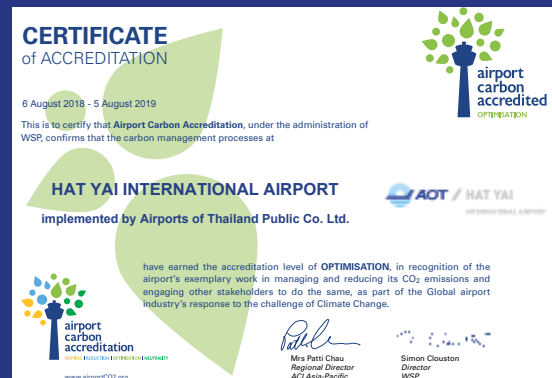 CERTIFICATE
of ACCREDITATION
airport
carbon
accredited
OPTIMISATION
6 August 2018 - 5 August 2019
This is to certify that Airport Carbon Accreditation, under the administration of
WSP, confirms that the carbon management processes at
HAT YAI INTERNATIONAL AIRPORT
AOT / HAT YAI
INTERNATIONAL AIRPORT
implemented by Airports of Thailand Public Co. Ltd.
have earned the accreditation level of OPTIMISATION, in recognition of the
airport's exemplary work in managing and reducing its CO₂ emissions and
engaging other stakeholders to do the same, as part of the Global airport
industry's response to the challenge of Climate Change.
airport
carbon
accreditation
MAPPING | REDUCTION | OPTIMISATION | NEUTRALITY
www.airportCO2.org
Mrs Patti Chau
Regional Director
ACI Asia-Pacific
Simon Clouston
Director
WSP